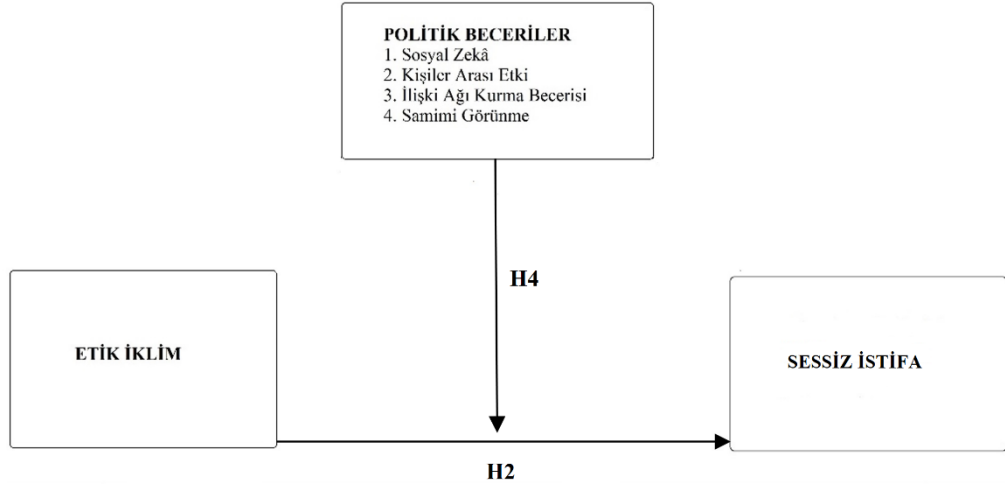 POLİTİK BECERİLER
1. Sosyal Zekâ
2. Kişiler Arası Etki
3. İlişki Ağı Kurma Becerisi
4. Samimi Görünme
H4
ETİK İKLİM
SESSİZ İSTİFA
H2